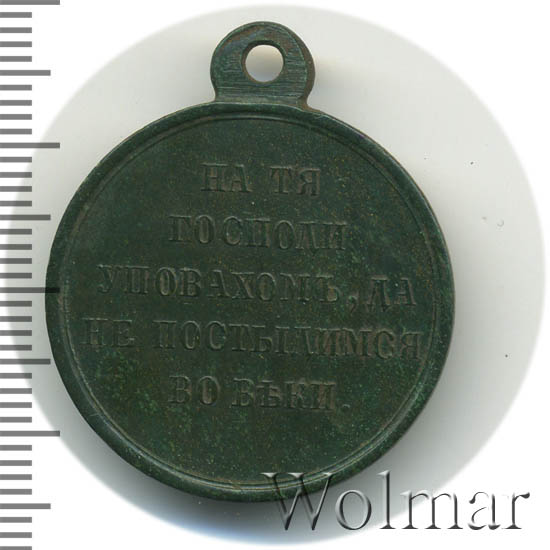 НА ТЯ
ГОСПОДИ
УПОВАХОМЪ, ДА
НЕ ПОСТЫДИМСЯ
ВО ВѢКИ.
Wolmar